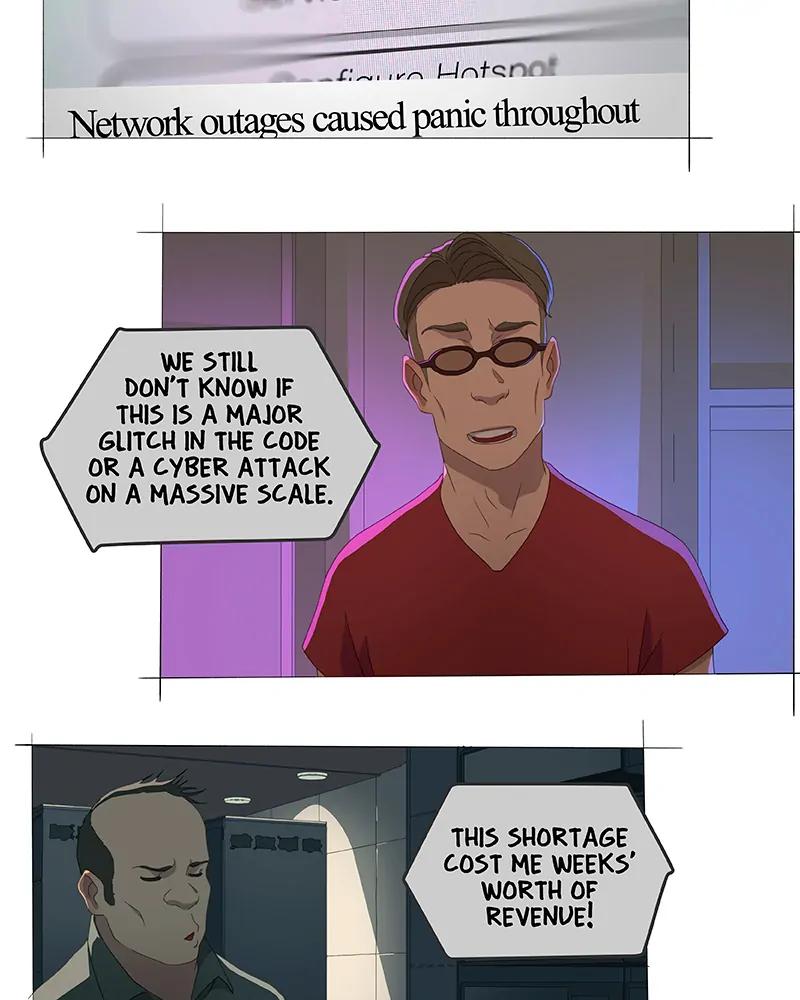 Configure Hotspot
Network outages caused panic throughout
WE STILL
DON'T KNOW IF
THIS IS A MAJOR
GLITCH IN THE CODE
OR A CYBER ATTACK
ON A MASSIVE SCALE.
THIS SHORTAGE
COST ME WEEKS'
WORTH OF
REVENUE!